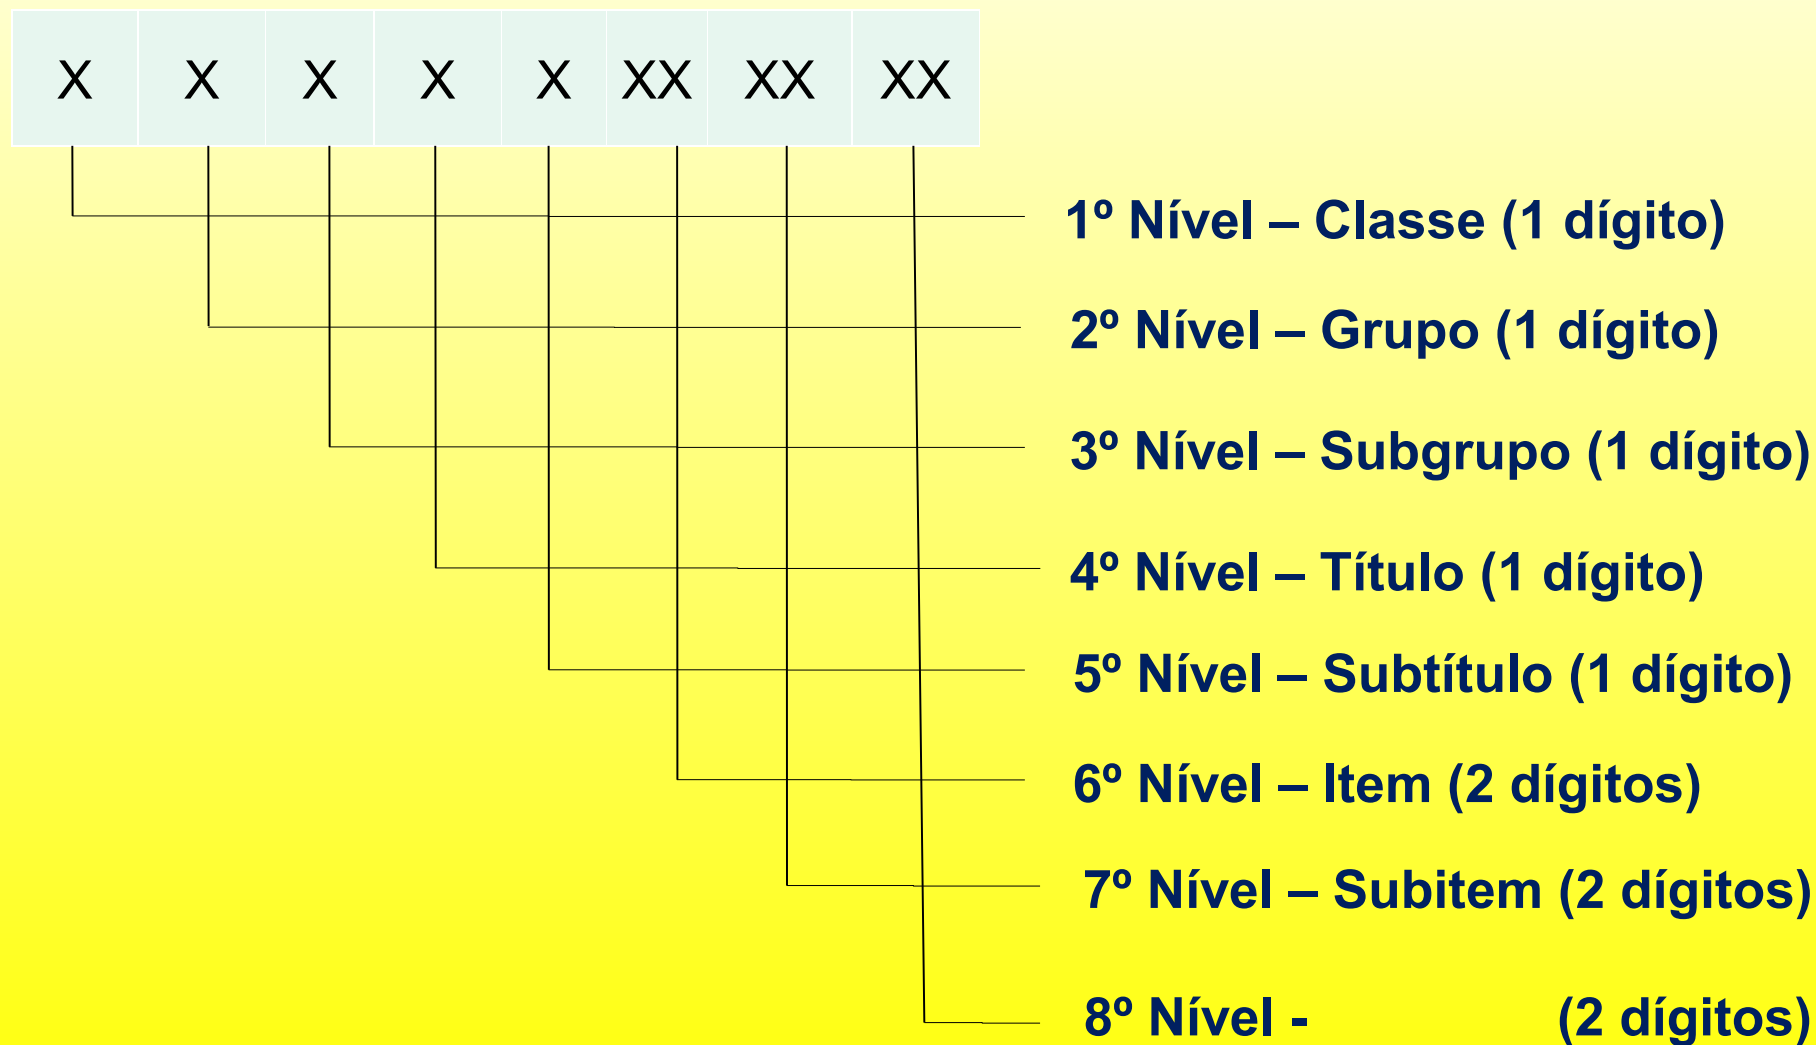 X X X X X XX XX XX
1º Nível – Classe (1 dígito)
2º Nível – Grupo (1 dígito)
3º Nível – Subgrupo (1 dígito)
4º Nível – Título (1 dígito)
5º Nível – Subtítulo (1 dígito)
6º Nível – Item (2 dígitos)
7º Nível – Subitem (2 dígitos)
8º Nível - (2 dígitos)